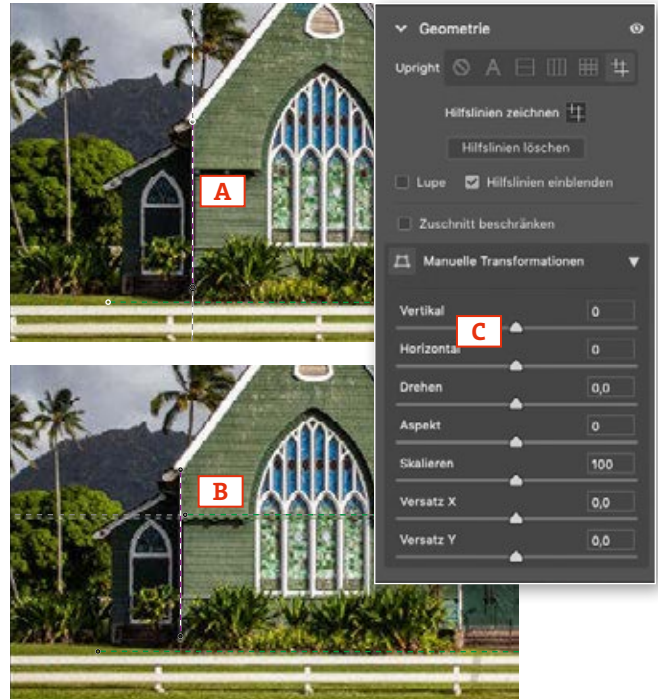 A
B
C
Geometrie
Upright
Hilfslinien zeichnen
Hilfslinien löschen
Lupe Hilfslinien einblenden
Zuschnitt beschränken
Manuelle Transformationen
Vertikal 0
Horizontal 0
Drehen 0,0
Aspekt 0
Skalieren 100
Versatz X 0,0
Versatz Y 0,0